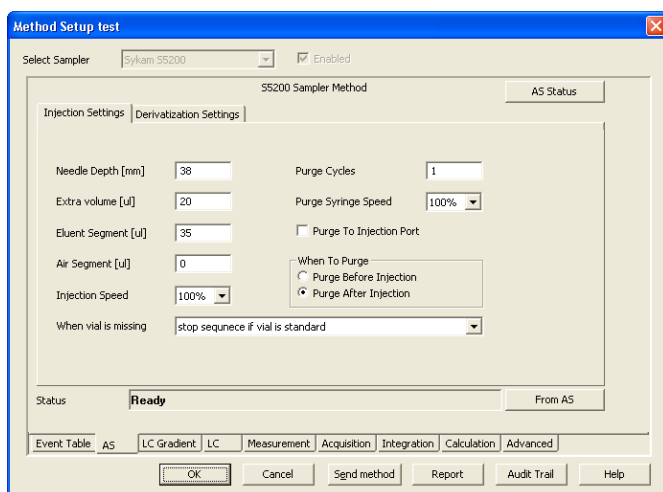 Method Setup test
Select Sampler Sykam S5200 Enabled
S5200 Sampler Method AS Status
Injection Settings Derivatization Settings
Needle Depth [mm] 38 Purge Cycles 1
Extra volume [ul] 20 Purge Syringe Speed 100%
Eluent Segment [ul] 35 Purge To Injection Port
Air Segment [ul] 0 When To Purge
Purge Before Injection
Injection Speed 100% Purge After Injection
When vial is missing stop sequnece if vial is standard
Status Ready From AS
Event Table AS LC Gradient LC Measurement Acquisition Integration Calculation Advanced
OK Cancel Send method Report Audit Trail Help